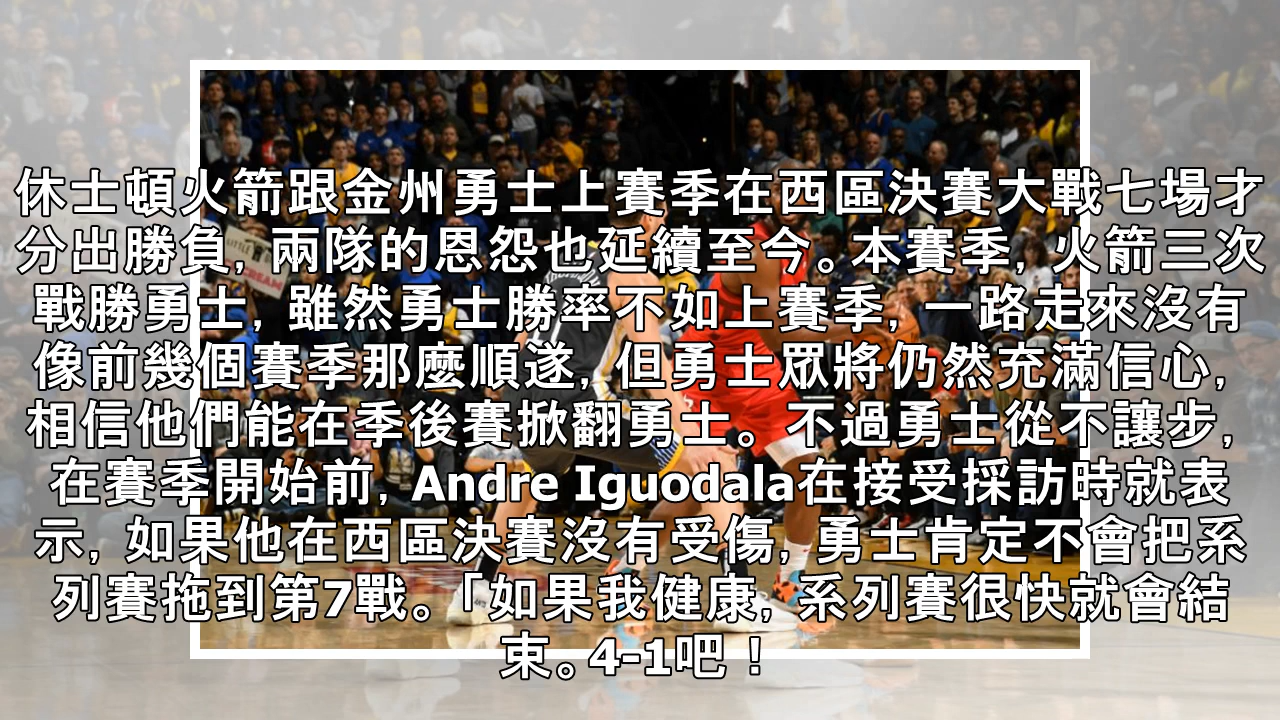 休士頓火箭跟金州勇士上賽季在西區決賽大戰七場才
分出勝負, 兩隊的恩怨也延續至今。本賽季, 火箭三次
戰勝勇士, 雖然勇士勝率不如上賽季, 一路走來沒有
像前幾個賽季那麼順遂, 但勇士眾將仍然充滿信心,
相信他們能在季後賽掀翻勇士。不過勇士從不讓步,
在賽季開始前, Andre Iguodala在接受採訪時就表
示, 如果他在西區決賽沒有受傷, 勇士肯定不會把系
列賽拖到第7戰。「如果我健康, 系列賽很快就會結
束。4-1吧！